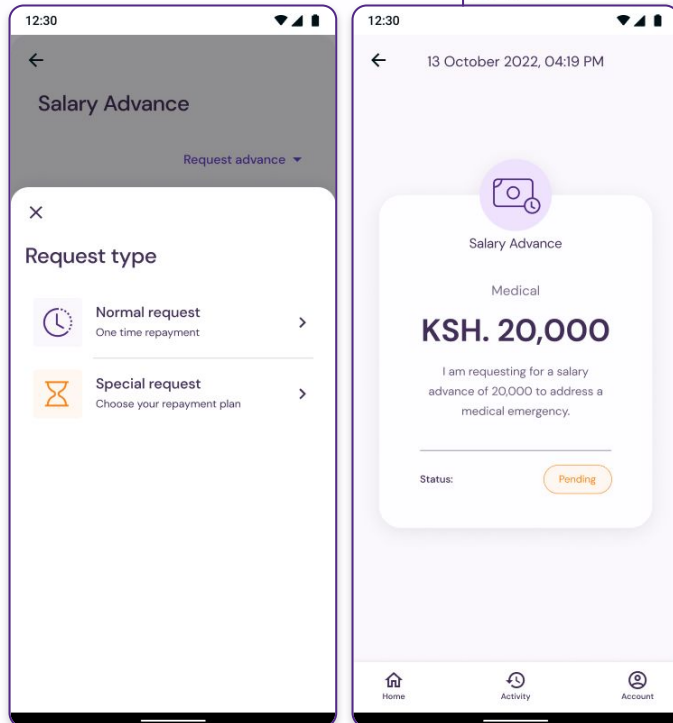 12:30
Salary Advance
Request advance
Request type
Normal request
One time repayment
Special request
Choose your repayment plan
12:30
13 October 2022, 04:19 PM
Salary Advance
Medical
KSH. 20,000
I am requesting for a salary
advance of 20,000 to address a
medical emergency.
Status:
Pending
Home
Activity
Account